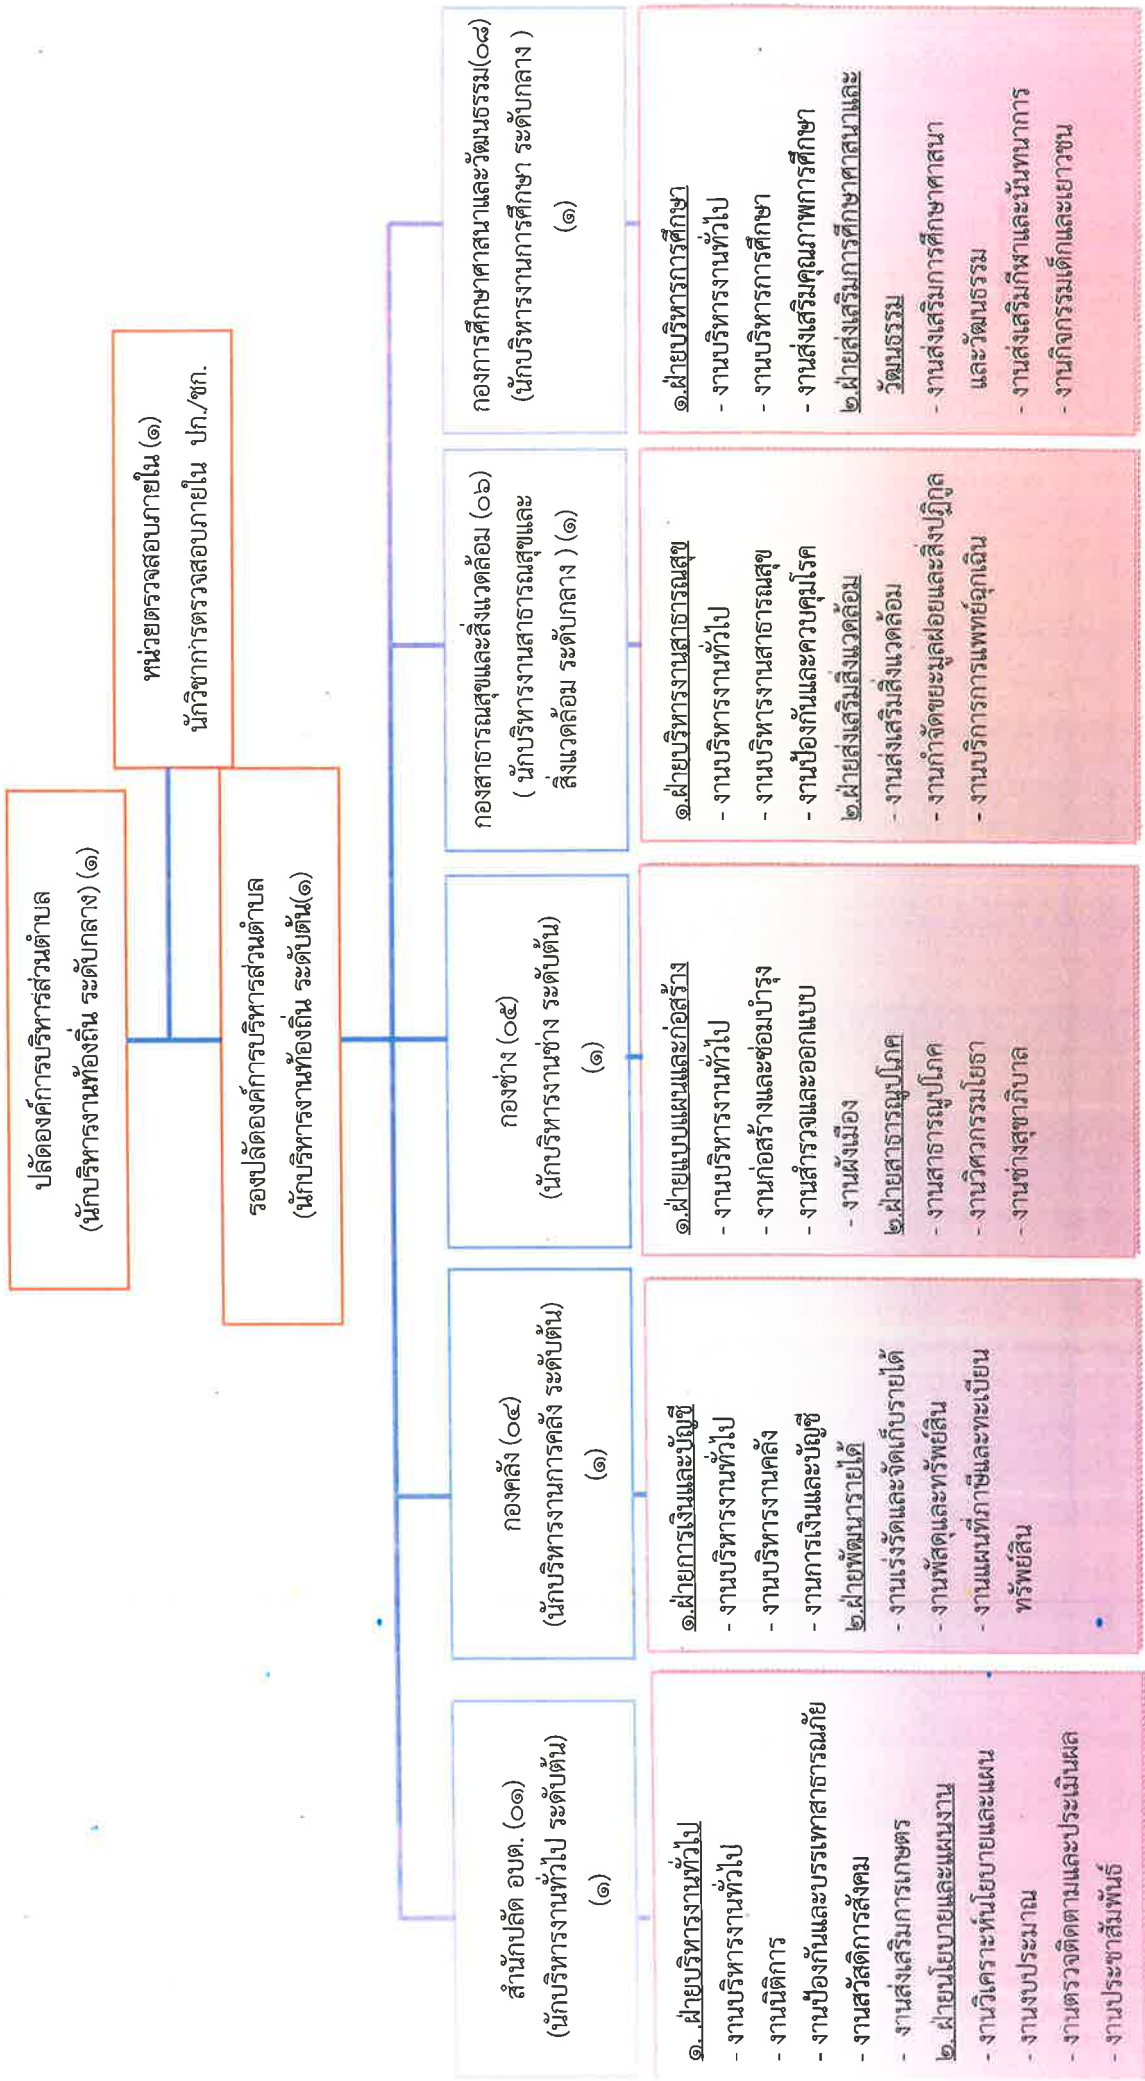 ปลัดองค์การบริหารส่วนตำบล
(นักบริหารงานท้องถิ่น ระดับกลาง) (๑)
หน่วยตรวจสอบภายใน (๑)
นักวิชาการตรวจสอบภายใน ปก./ชก.
รองปลัดองค์การบริหารส่วนตำบล
(นักบริหารงานท้องถิ่น ระดับต้น(๑)
สำนักปลัด อบต. (๐๑)
(นักบริหารงานทั่วไป ระดับต้น)
(๑)
กองคลัง (๐๔)
(นักบริหารงานการคลัง ระดับต้น)
(๑)
กองช่าง (๐๕)
(นักบริหารงานช่าง ระดับต้น)
(๑)
กองสาธารณสุขและสิ่งแวดล้อม (๐๖)
( นักบริหารงานสาธารณสุขและ
สิ่งแวดล้อม ระดับกลาง ) (๑)
กองการศึกษาศาสนาและวัฒนธรรม(๐๘)
(นักบริหารงานการศึกษา ระดับกลาง )
(๑)
๑. .ฝ่ายบริหารงานทั่วไป
- งานบริหารงานทั่วไป
- งานนิติการ
- งานป้องกันและบรรเทาสาธารณภัย
- งานสวัสดิการสังคม
- งานส่งเสริมการเกษตร
๒. ฝ่ายนโยบายและแผนงาน
- งานวิเคราะห์นโยบายและแผน
- งานงบประมาณ
- งานตรวจติดตามและประเมินผล
- งานประชาสัมพันธ์
๑.ฝ่ายการเงินและบัญชี
- งานบริหารงานทั่วไป
- งานบริหารงานคลัง
- งานการเงินและบัญชี
๒.ฝ่ายพัฒนารายได้
- งานเร่งรัดและจัดเก็บรายได้
- งานพัสดุและทรัพย์สิน
- งานแผนที่ภาษีและทะเบียน
ทรัพย์สิน
๑.ฝ่ายแบบแผนและก่อสร้าง
- งานบริหารงานทั่วไป
- งานก่อสร้างและซ่อมบำรุง
- งานสำรวจและออกแบบ
- งานผังเมือง
๒.ฝ่ายสาธารณูปโภค
- งานสาธารณูปโภค
- งานวิศวกรรมโยธา
- งานช่างสุขาภิบาล
๑.ฝ่ายบริหารงานสาธารณสุข
- งานบริหารงานทั่วไป
- งานบริหารงานสาธารณสุข
- งานป้องกันและควบคุมโรค
๒.ฝ่ายส่งเสริมสิ่งแวดล้อม
- งานส่งเสริมสิ่งแวดล้อม
- งานกำจัดขยะมูลฝอยและสิ่งปฏิกูล
- งานบริการการแพทย์ฉุกเฉิน
๑.ฝ่ายบริหารการศึกษา
- งานบริหารงานทั่วไป
- งานบริหารการศึกษา
- งานส่งเสริมคุณภาพการศึกษา
๒.ฝ่ายส่งเสริมการศึกษาศาสนาและ
วัฒนธรรม
- งานส่งเสริมการศึกษาศาสนา
และวัฒนธรรม
- งานส่งเสริมกีฬาและนันทนาการ
- งานกิจกรรมเด็กและเยาวชน